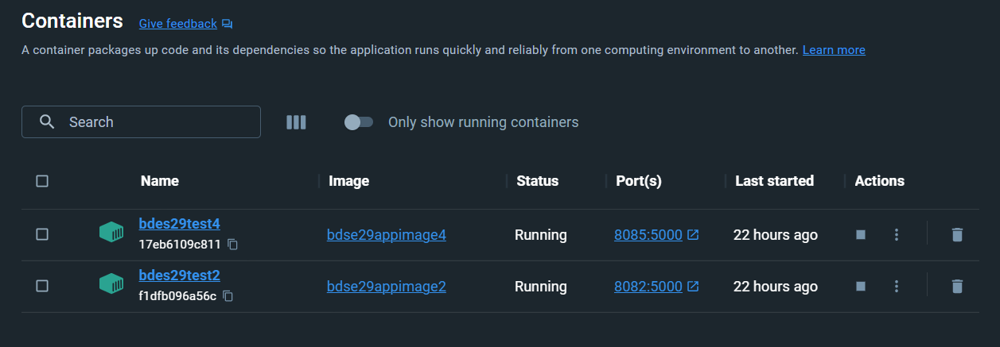 Containers Give feedback
A container packages up code and its dependencies so the application runs quickly and reliably from one computing environment to another. Learn more
Search Only show running containers
Name Image Status Port(s) Last started Actions
bdes29test4
17eb6109c811
bdse29appimage4 Running 8085:5000 22 hours ago
bdes29test2
f1dfb096a56c
bdse29appimage2 Running 8082:5000 22 hours ago